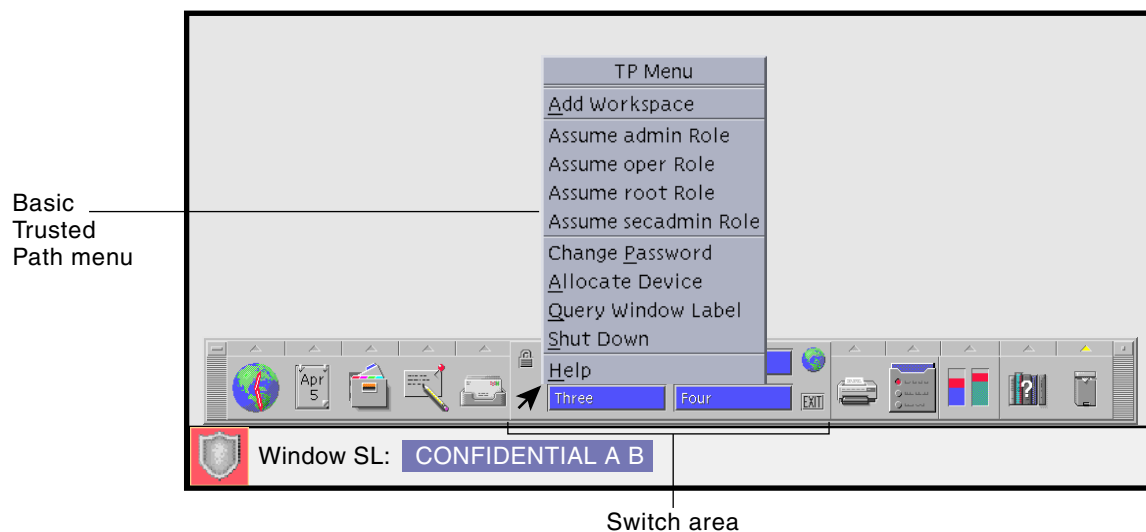 TP Menu
Add Workspace
Assume admin Role
Assume oper Role
Assume root Role
Assume secadmin Role
Change Password
Allocate Device
Query Window Label
Shut Down
Help
Basic
Trusted
Path menu
Apr
5
?
Three
Four
EXIT
Window SL: CONFIDENTIAL A B
Switch area